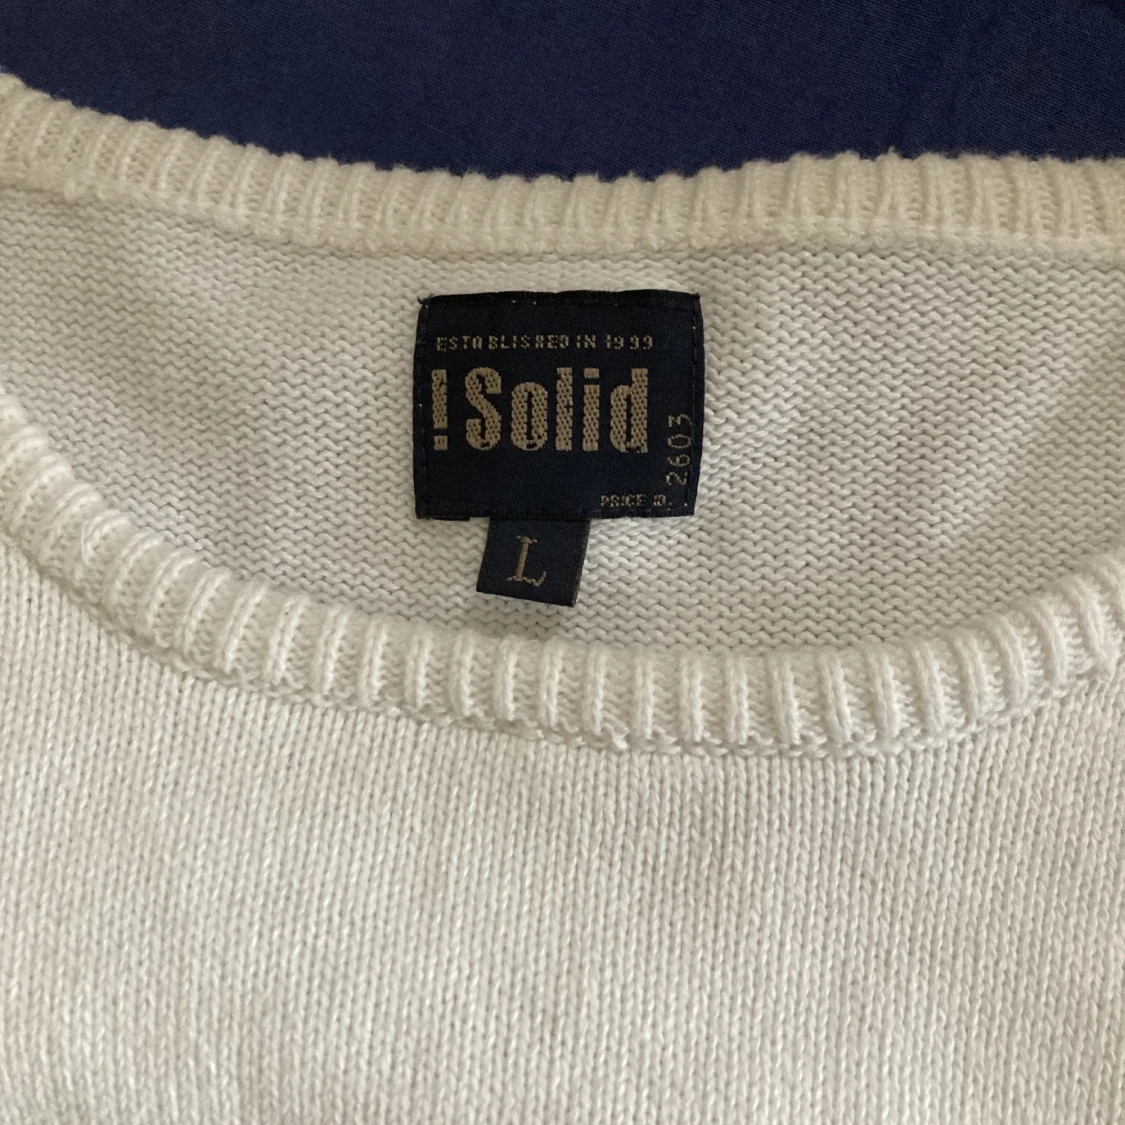 ESTABLISHED IN 1999
!Solid
2603
PRICE ID.
L